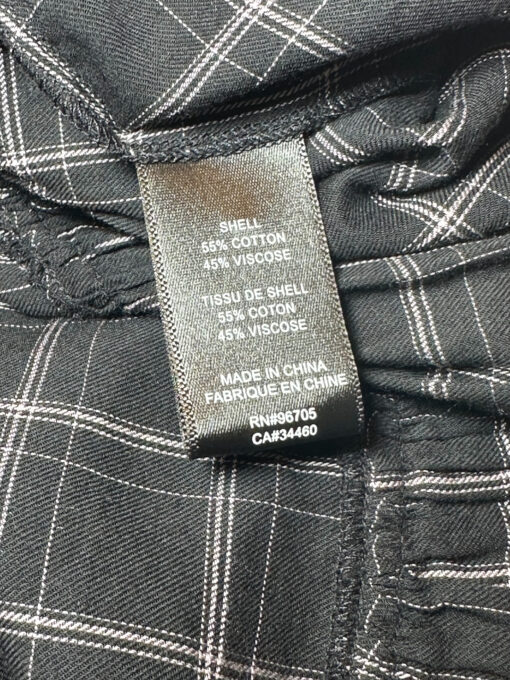 SHELL
55% COTTON
45% VISCOSE
TISSU DE SHELL
55% COTON
45% VISCOSE
MADE IN CHINA
FABRIQUE EN CHINE
RN#96705
CA#34460